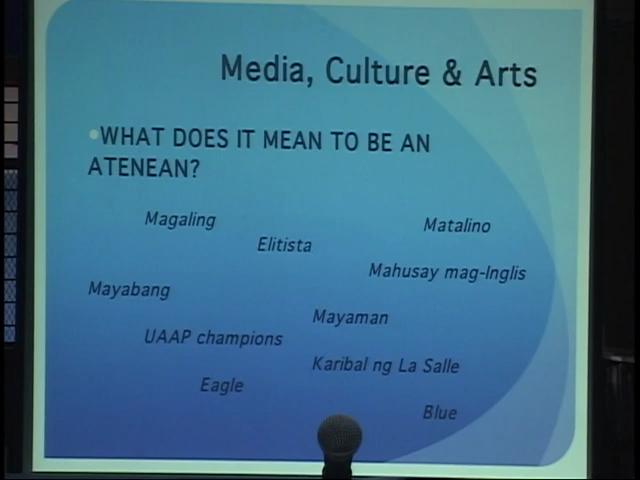 Media, Culture & Arts
•WHAT DOES IT MEAN TO BE AN
ATENEAN?
Magaling
Matalino
Elitista
Mahusay mag-Inglis
Mayabang
Mayaman
UAAP champions
Karibal ng La Salle
Eagle
Blue